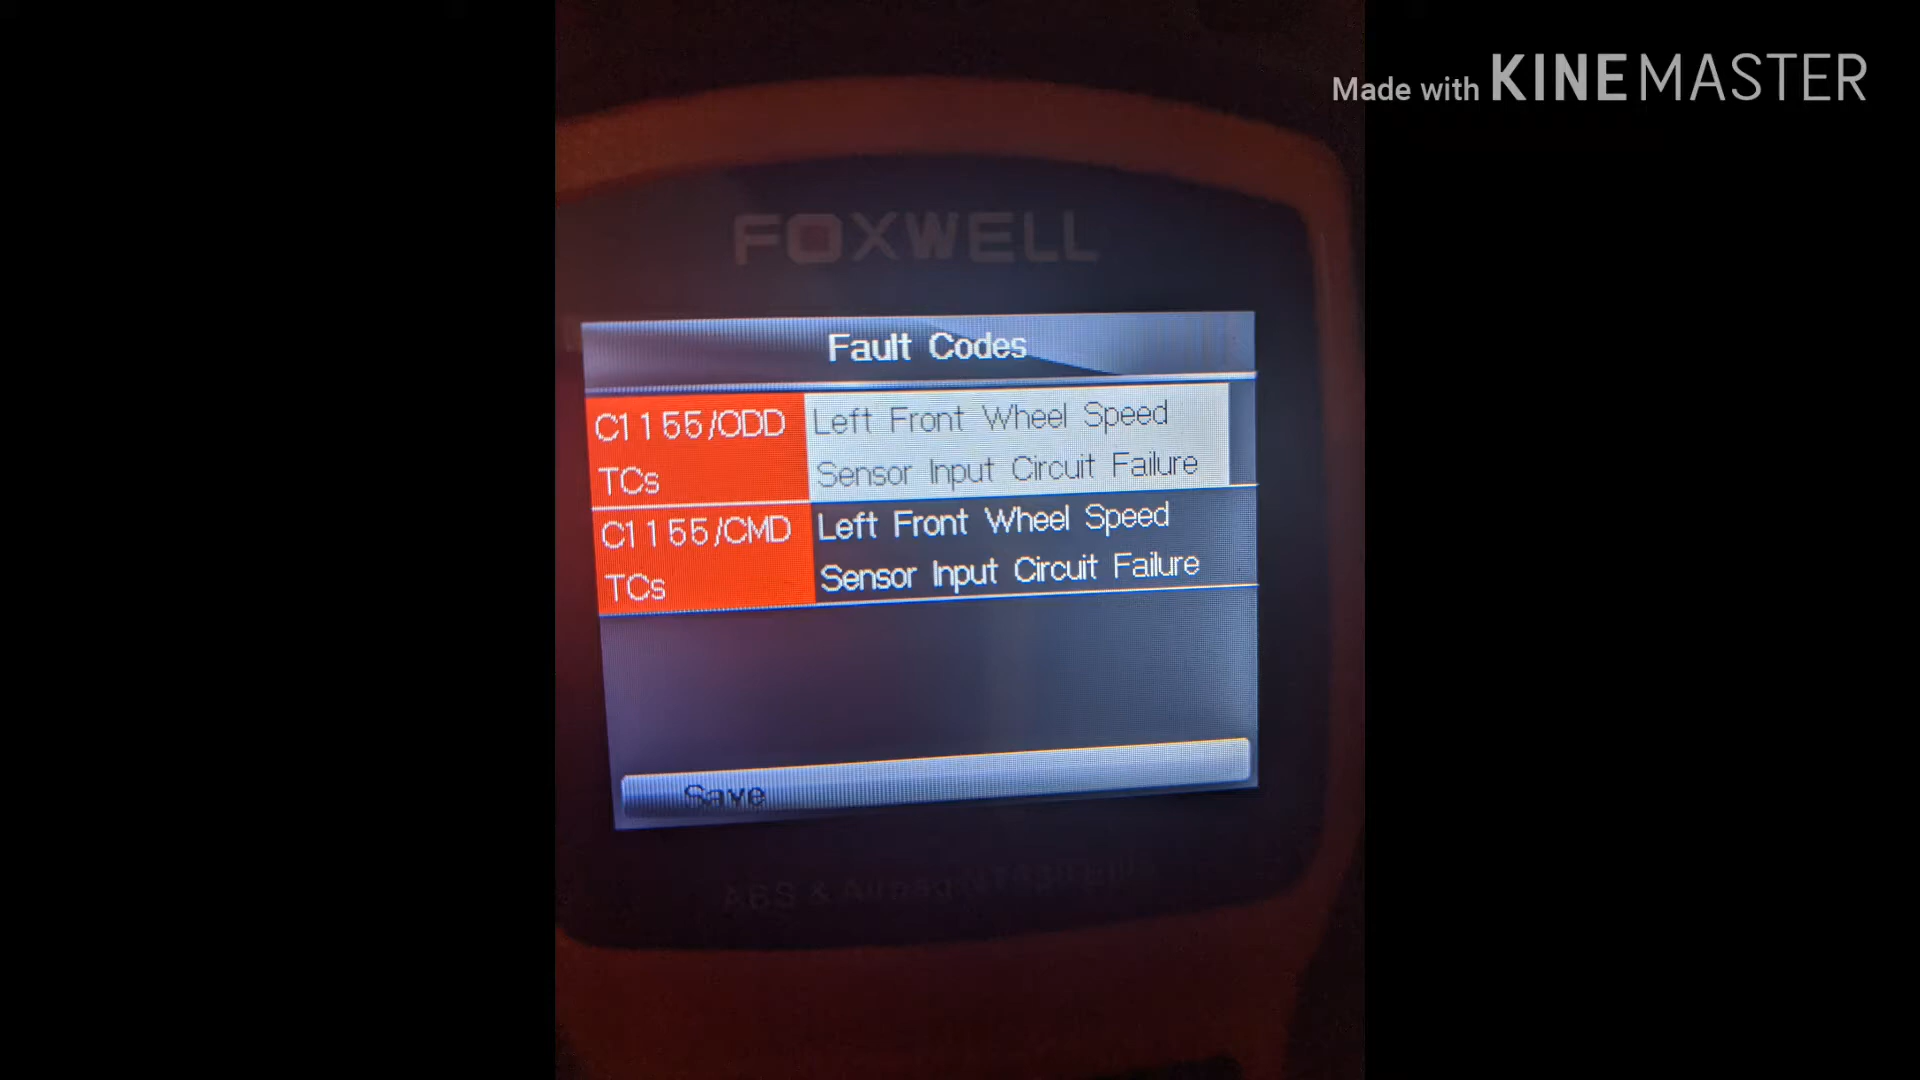 Made with KINEMASTER
FOXWELL
Fault Codes
C1155/ODD
TCs
Left Front Wheel Speed
Sensor Input Circuit Failure
C1155/CMD
TCs
Left Front Wheel Speed
Sensor Input Circuit Failure
Save